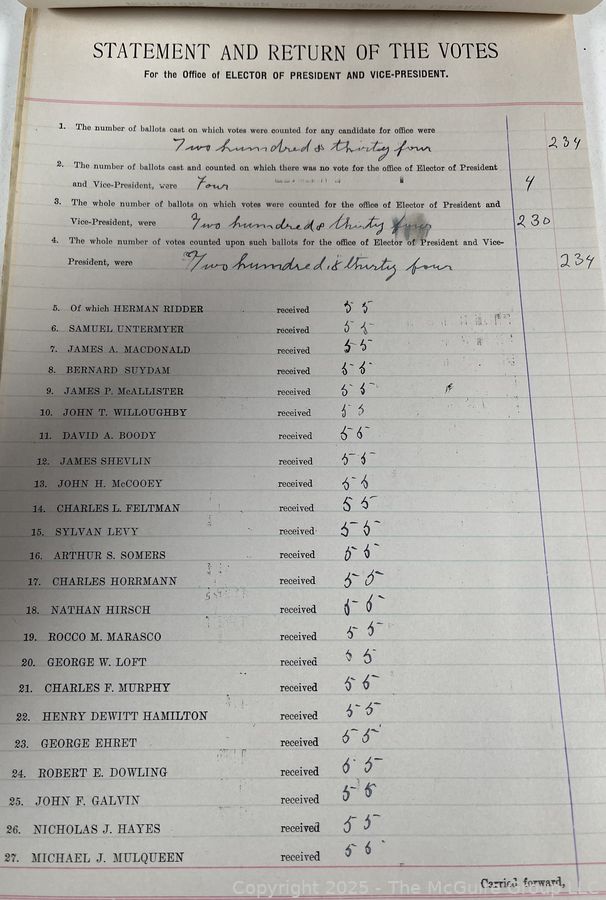 STATEMENT AND RETURN OF THE VOTES
For the Office of ELECTOR OF PRESIDENT AND VICE-PRESIDENT.
1. The number of ballots cast on which votes were counted for any candidate for office were
Two hundred & thirty four 234
2. The number of ballots cast and counted on which there was no vote for the office of Elector of President
and Vice-President, were Four 4
3. The whole number of ballots on which votes were counted for the office of Elector of President and
Vice-President, were Two hundred & thirty four 230
4. The whole number of votes counted upon such ballots for the office of Elector of President and Vice-
President, were Two hundred & thirty four 234
5. Of which HERMAN RIDDER received 55
6. SAMUEL UNTERMYER received 55
7. JAMES A. MACDONALD received 55
8. BERNARD SUYDAM received 55
9. JAMES P. McALLISTER received 55
10. JOHN T. WILLOUGHBY received 55
11. DAVID A. BOODY received 55
12. JAMES SHEVLIN received 55
13. JOHN H. McCOOEY received 55
14. CHARLES L. FELTMAN received 55
15. SYLVAN LEVY received 55
16. ARTHUR S. SOMERS received 55
17. CHARLES HORRMANN received 55
18. NATHAN HIRSCH received 55
19. ROCCO M. MARASCO received 55
20. GEORGE W. LOFT received 55
21. CHARLES F. MURPHY received 55
22. HENRY DEWITT HAMILTON received 55
23. GEORGE EHRET received 55
24. ROBERT E. DOWLING received 55
25. JOHN F. GALVIN received 55
26. NICHOLAS J. HAYES received 55
27. MICHAEL J. MULQUEEN received 55
Carried forward,
Copyright 2025 - The McGuire Group LLC